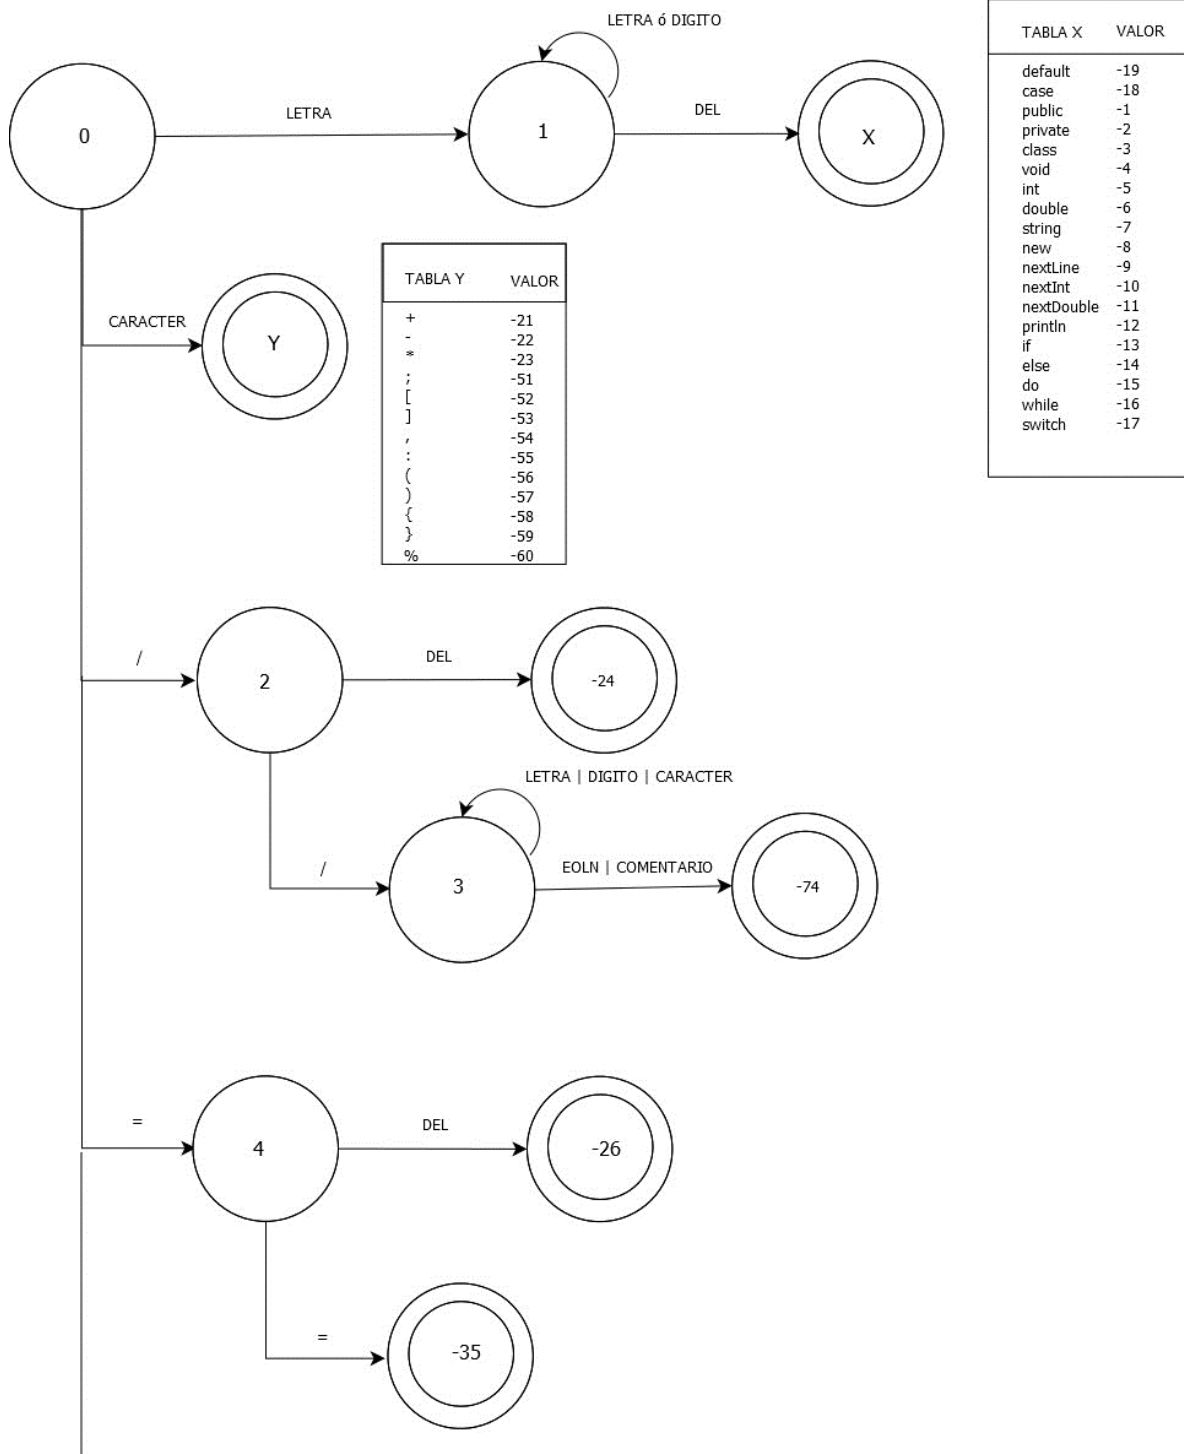 LETRA ó DIGITO
TABLA X VALOR
0
LETRA
1
DEL
X
default -19
case -18
public -1
private -2
class -3
void -4
int -5
double -6
string -7
new -8
nextLine -9
nextInt -10
nextDouble -11
println -12
if -13
else -14
do -15
while -16
switch -17
CARACTER
Y
TABLA Y VALOR
+ -21
- -22
* -23
; -51
[ -52
] -53
, -54
: -55
( -56
) -57
{ -58
} -59
% -60
/
2
DEL
-24
LETRA | DIGITO | CARACTER
/
3
EOLN | COMENTARIO
-74
=
4
DEL
-26
=
-35